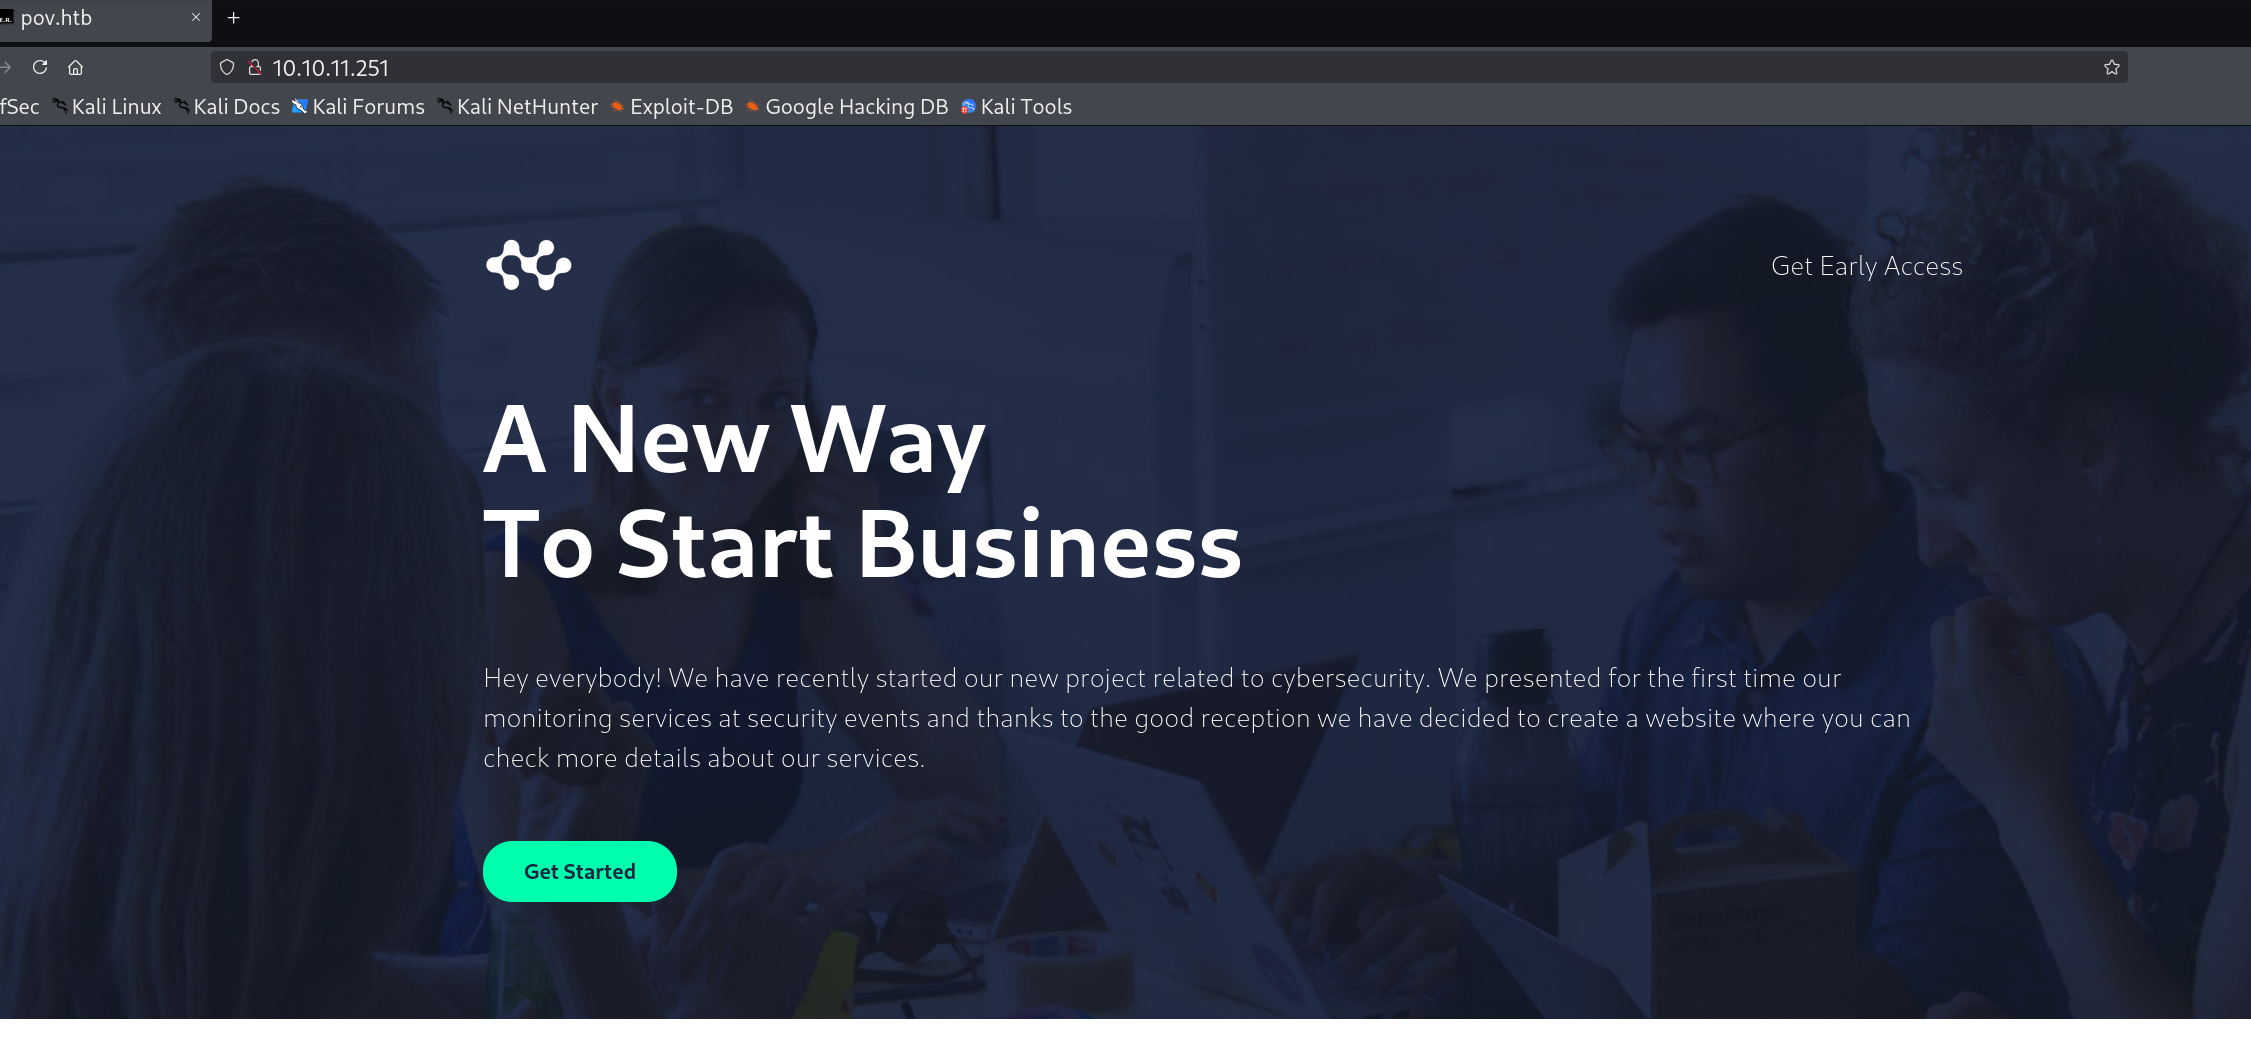 pov.htb
10.10.11.251
fSec Kali Linux Kali Docs Kali Forums Kali NetHunter Exploit-DB Google Hacking DB Kali Tools
Get Early Access
A New Way
To Start Business
Hey everybody! We have recently started our new project related to cybersecurity. We presented for the first time our
monitoring services at security events and thanks to the good reception we have decided to create a website where you can
check more details about our services.
Get Started
EchoPanel